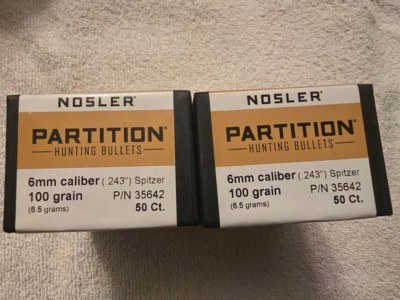 NOSLER®
PARTITION®
HUNTING BULLETS
6mm caliber (.243") Spitzer
100 grain P/N 35642
(6.5 grams) 50 Ct.
NOSLER®
PARTITION®
HUNTING BULLETS
6mm caliber (.243") Spitzer
100 grain P/N 35642
(6.5 grams) 50 Ct.